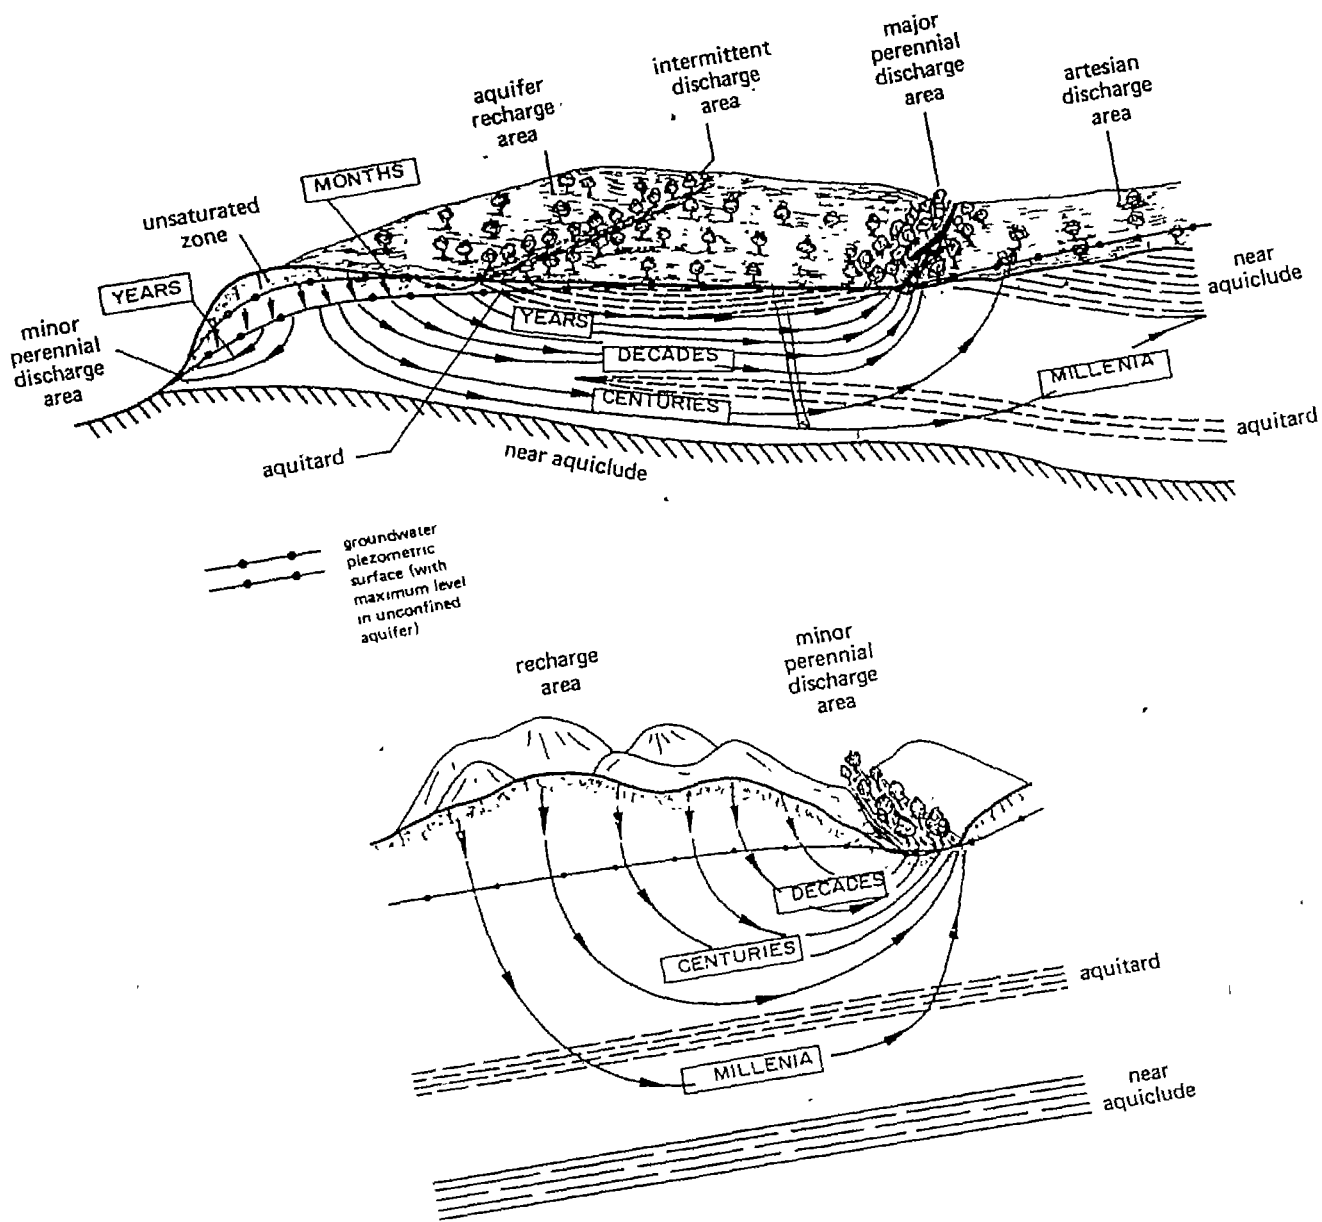 major
perennial
discharge
area
intermittent
discharge
area
artesian
discharge
area
aquifer
recharge
area
MONTHS
unsaturated
zone
YEARS
near
aquiclude
minor
perennial
discharge
area
YEARS
DECADES
MILLENIA
CENTURIES
aquitard
aquitard
near aquiclude
groundwater
piezometric
surface (with
maximum level
in unconfined
aquifer)
recharge
area
minor
perennial
discharge
area
DECADES
CENTURIES
aquitard
MILLENIA
near
aquiclude